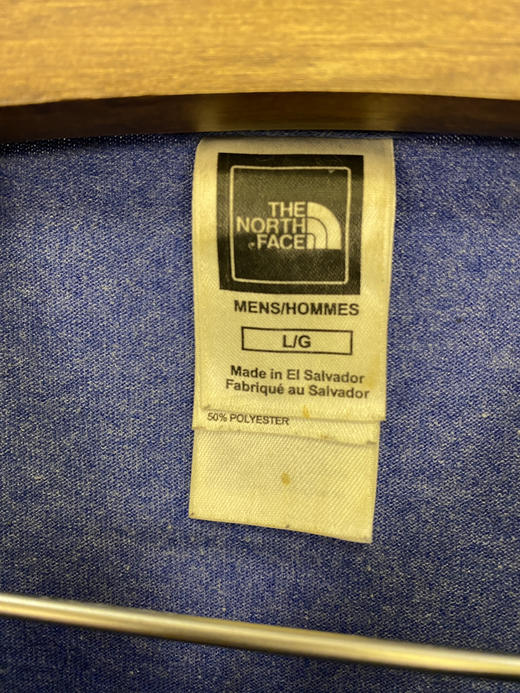 THE
NORTH
FACE
MENS/HOMMES
L/G
Made in El Salvador
Fabriqué au Salvador
50% POLYESTER